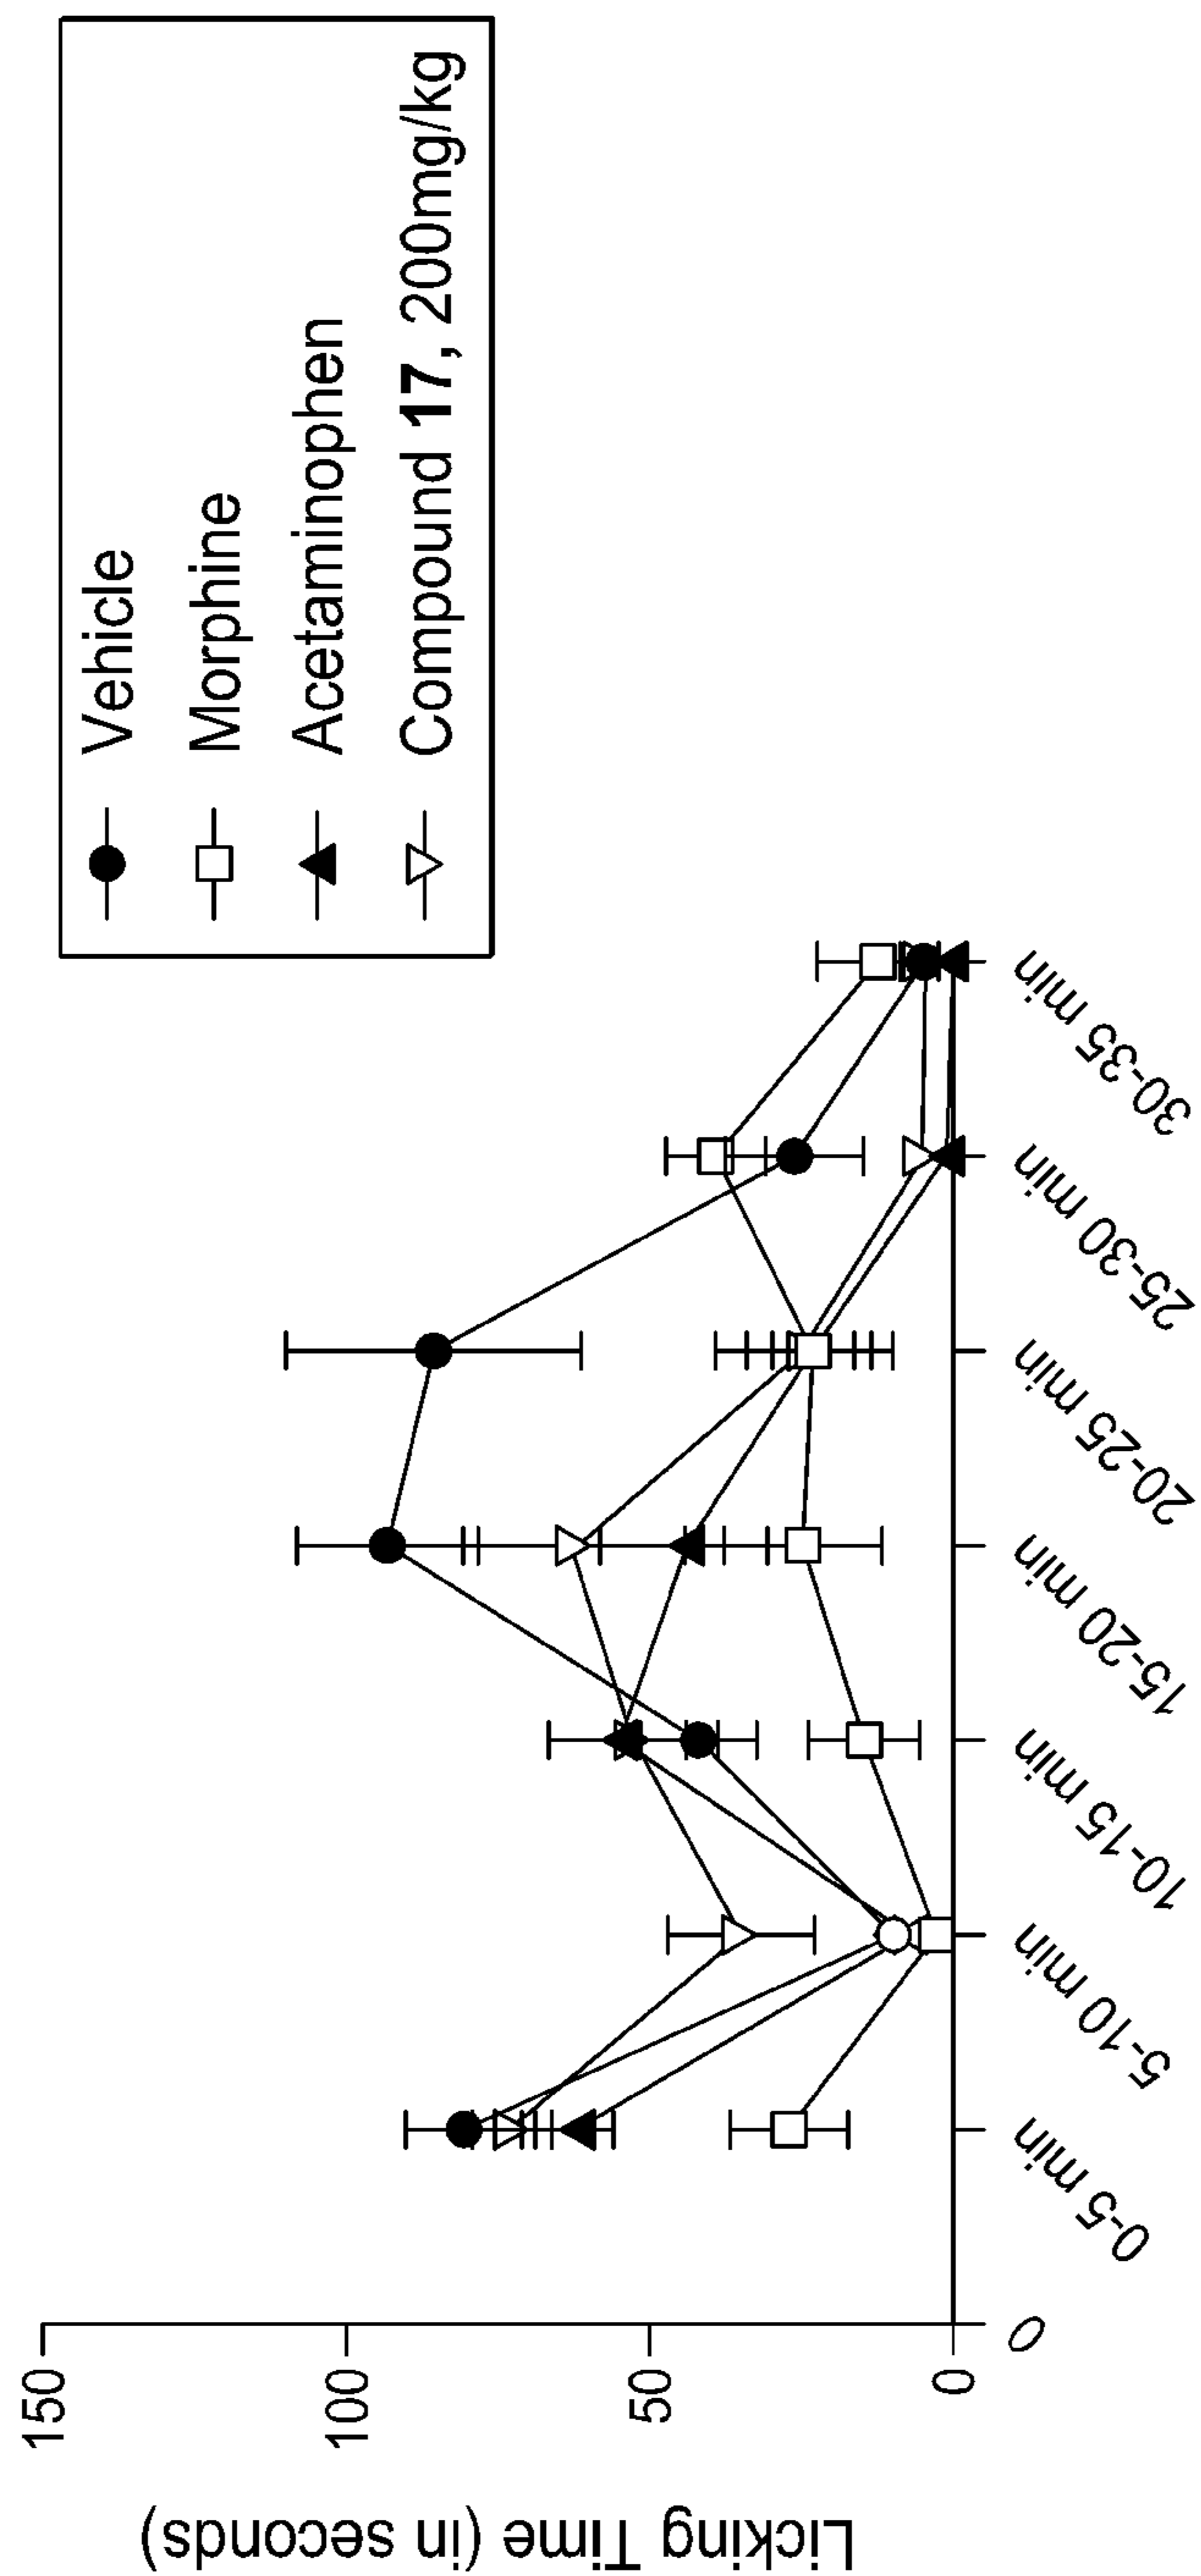 Vehicle
Morphine
Acetaminophen
Compound 17, 200mg/kg
Licking Time (in seconds)
150
100
50
0
0
0-5 min
5-10 min
10-15 min
15-20 min
20-25 min
25-30 min
30-35 min